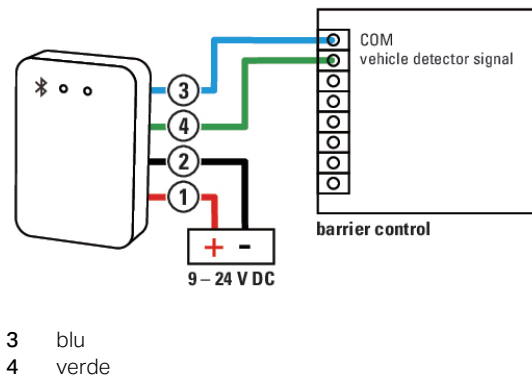 COM
vehicle detector signal
3
4
2
1
+ -
barrier control
9 – 24 V DC
3 blu
4 verde